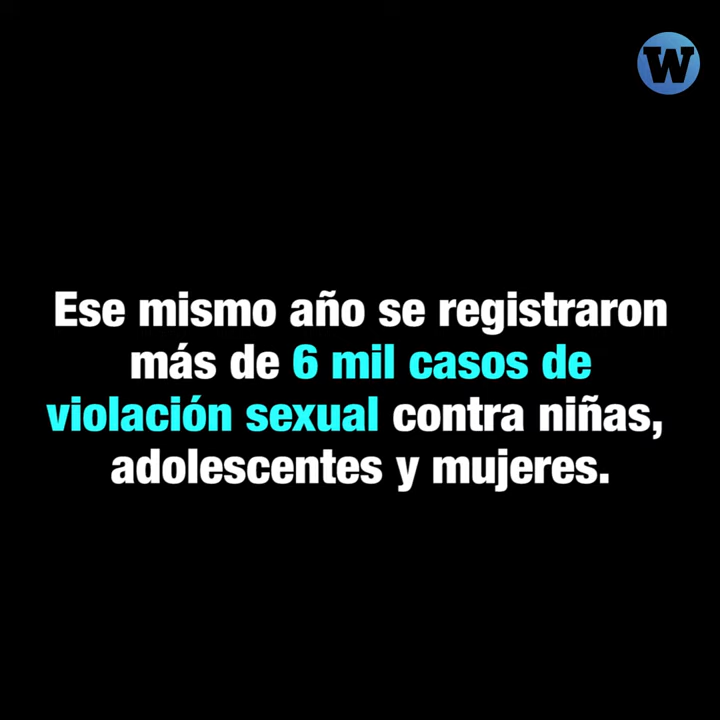 W
Ese mismo año se registraron
más de 6 mil casos de
violación sexual contra niñas,
adolescentes y mujeres.